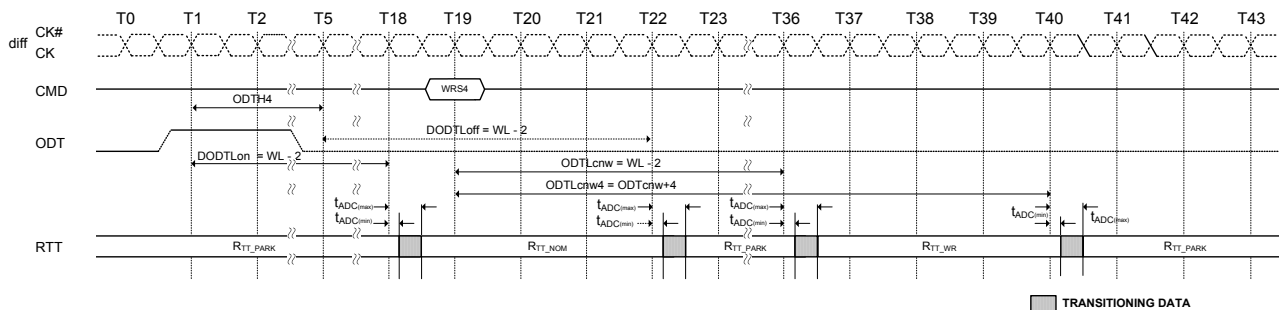 T0 T1 T2 T5 T18 T19 T20 T21 T22 T23 T36 T37 T38 T39 T40 T41 T42 T43
diff CK#
CK
CMD WRS4
ODTH4
ODT DODTLoff = WL - 2
DODTLon = WL - 2 ODTLcnw = WL - 2
ODTLcnw4 = ODTcnw+4
tADC(max) tADC(max) tADC(max)
tADC(min) tADC(min) tADC(min) tADC(min) tADC(max)
RTT RTT_PARK RTT_NOM RTT_PARK RTT_WR RTT_PARK
TRANSITIONING DATA